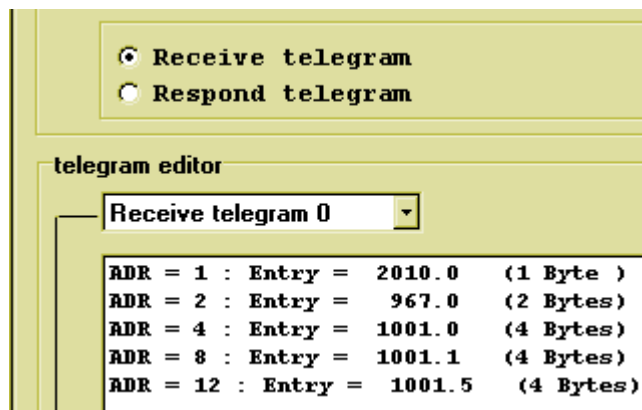 Receive telegram
Respond telegram
telegram editor
Receive telegram 0
ADR = 1 : Entry = 2010.0 (1 Byte )
ADR = 2 : Entry = 967.0 (2 Bytes)
ADR = 4 : Entry = 1001.0 (4 Bytes)
ADR = 8 : Entry = 1001.1 (4 Bytes)
ADR = 12 : Entry = 1001.5 (4 Bytes)